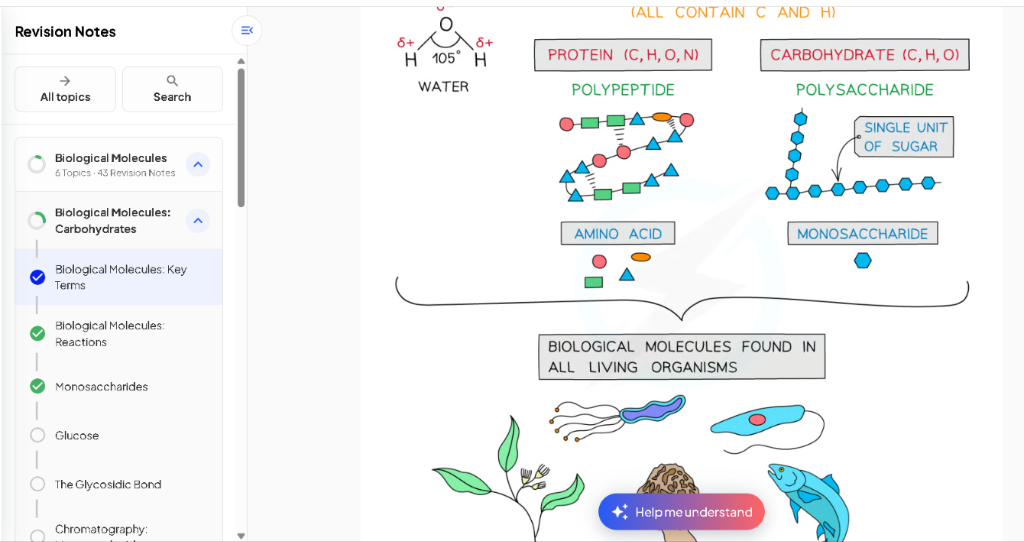 Revision Notes
All topics
Search
Biological Molecules
6 Topics · 43 Revision Notes
Biological Molecules:
Carbohydrates
Biological Molecules: Key
Terms
Biological Molecules:
Reactions
Monosaccharides
Glucose
The Glycosidic Bond
Chromatography:
(ALL CONTAIN C AND H)
O
δ+ δ+
H 105° H
WATER
PROTEIN (C, H, O, N)
CARBOHYDRATE (C, H, O)
POLYPEPTIDE
POLYSACCHARIDE
SINGLE UNIT
OF SUGAR
AMINO ACID
MONOSACCHARIDE
BIOLOGICAL MOLECULES FOUND IN
ALL LIVING ORGANISMS
Help me understand